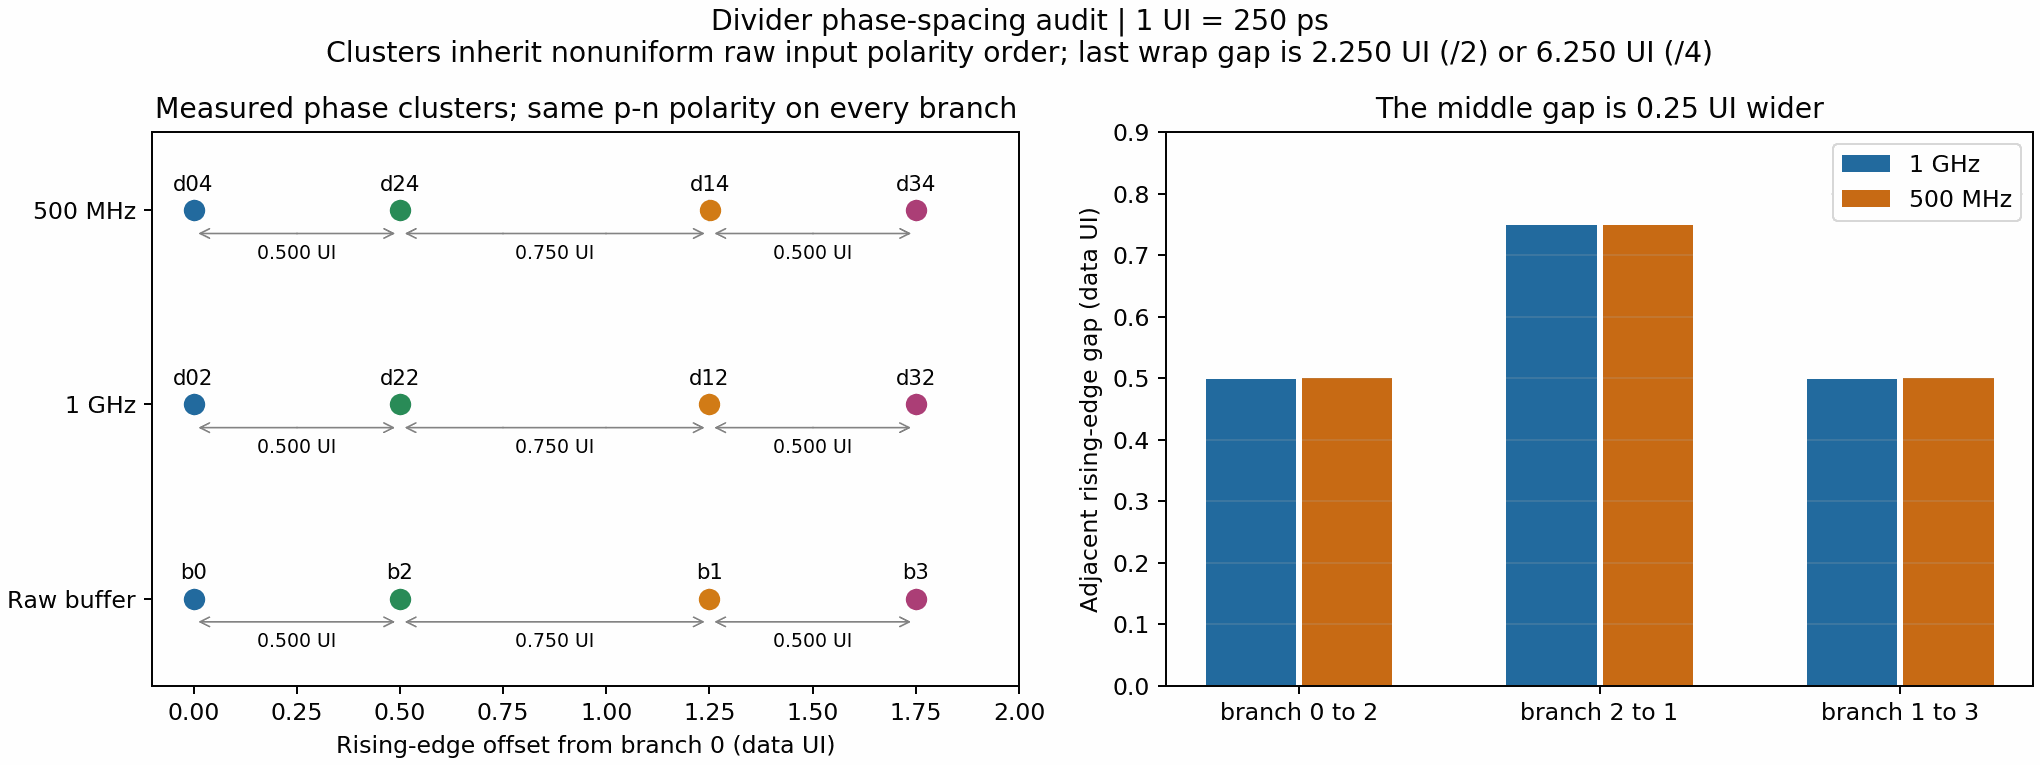 Divider phase-spacing audit | 1 UI = 250 ps
Clusters inherit nonuniform raw input polarity order; last wrap gap is 2.250 UI (/2) or 6.250 UI (/4)
Measured phase clusters; same p-n polarity on every branch
500 MHz
d04 d24 d14 d34
0.500 UI 0.750 UI 0.500 UI
1 GHz
d02 d22 d12 d32
0.500 UI 0.750 UI 0.500 UI
Raw buffer
b0 b2 b1 b3
0.500 UI 0.750 UI 0.500 UI
0.00 0.25 0.50 0.75 1.00 1.25 1.50 1.75 2.00
Rising-edge offset from branch 0 (data UI)
The middle gap is 0.25 UI wider
1 GHz
500 MHz
Adjacent rising-edge gap (data UI)
0.9
0.8
0.7
0.6
0.5
0.4
0.3
0.2
0.1
0.0
branch 0 to 2 branch 2 to 1 branch 1 to 3